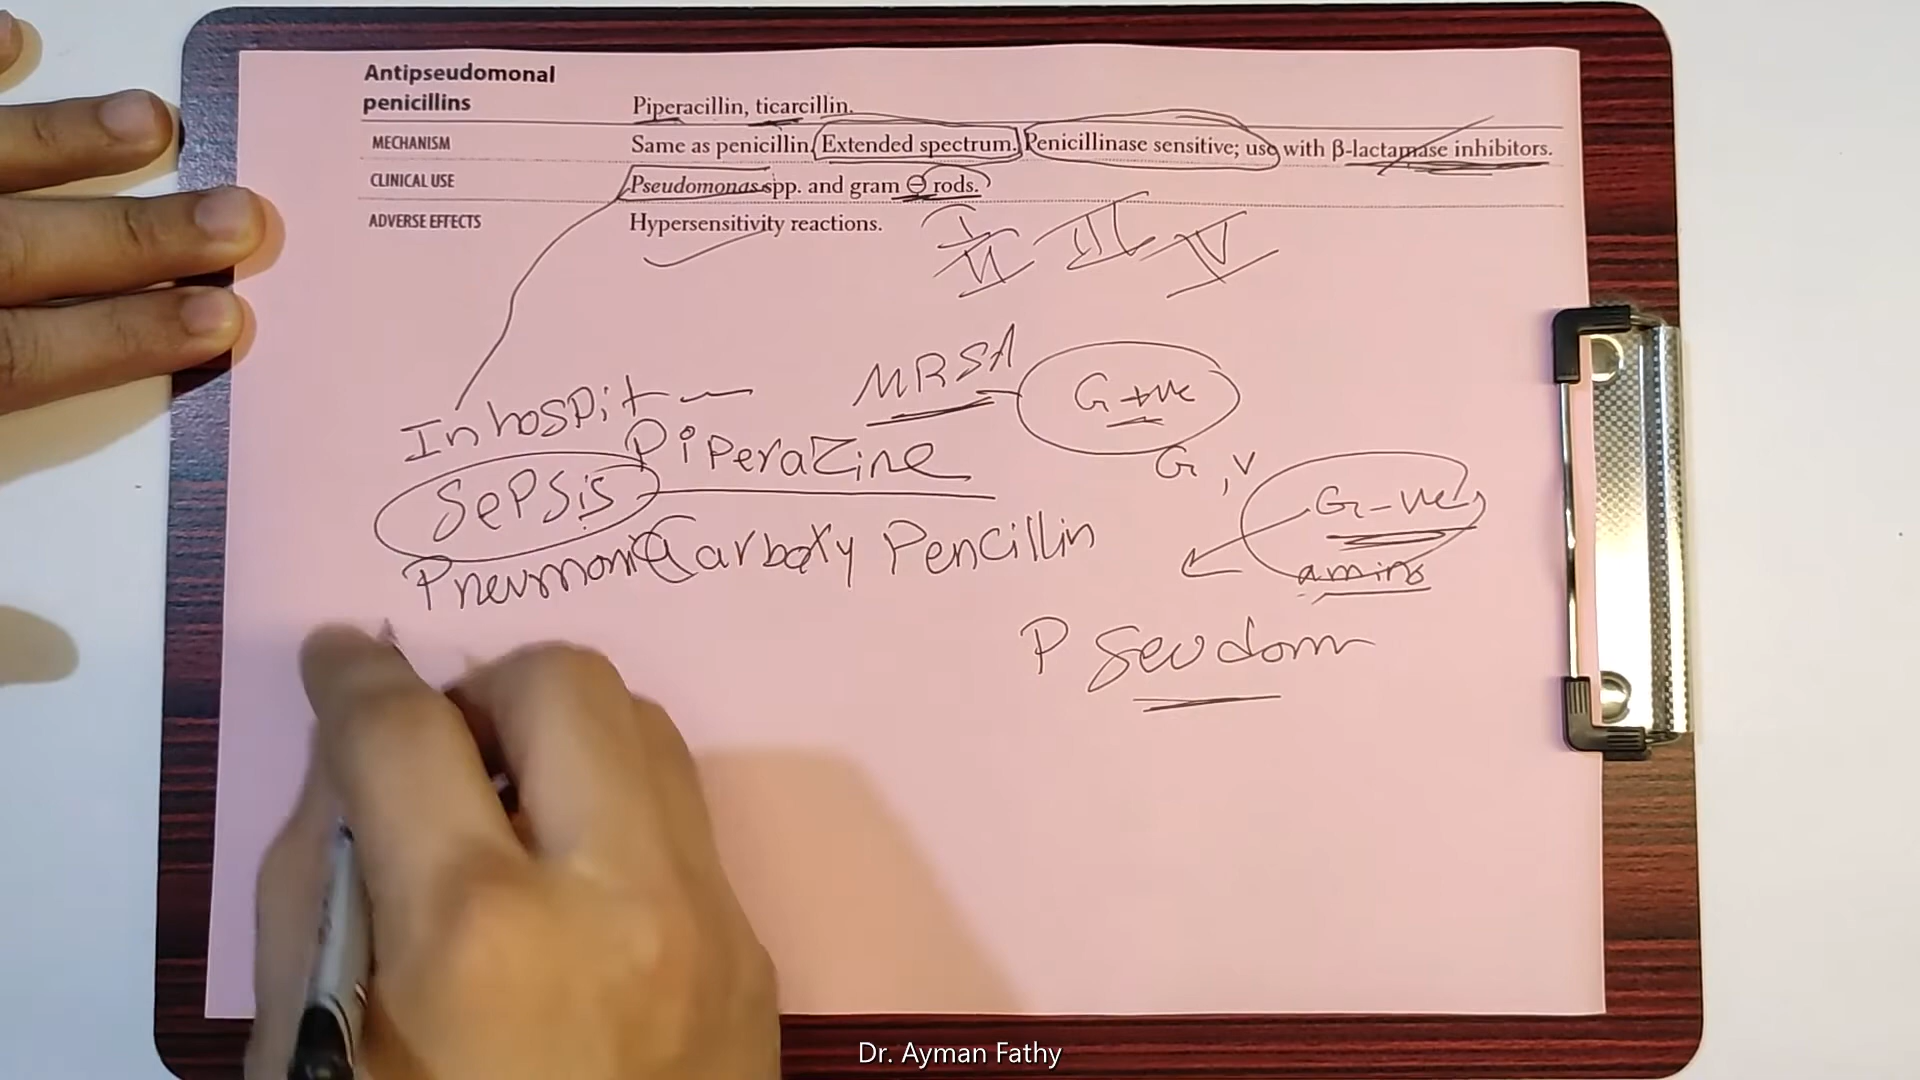 Antipseudomonal
penicillins
Piperacillin, ticarcillin.
MECHANISM
Same as penicillin. Extended spectrum. Penicillinase sensitive; use with β-lactamase inhibitors.
CLINICAL USE
Pseudomonas spp. and gram ⊖ rods.
ADVERSE EFFECTS
Hypersensitivity reactions.
MRSA
G +ve
In hospit
Piperazine
G , V
Sepsis
G -ve
Pneumonia
Carboxy Pencillin
amino
Pseudom
Dr. Ayman Fathy